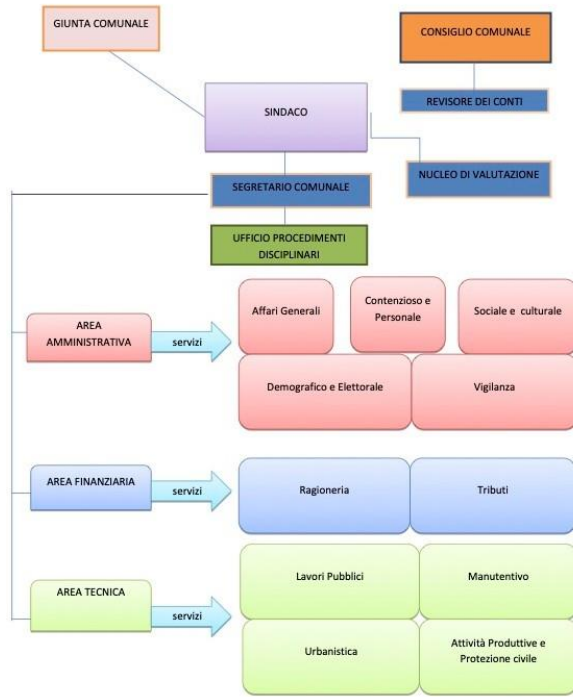 GIUNTA COMUNALE
CONSIGLIO COMUNALE
REVISORE DEI CONTI
SINDACO
NUCLEO DI VALUTAZIONE
SEGRETARIO COMUNALE
UFFICIO PROCEDIMENTI
DISCIPLINARI
AREA
AMMINISTRATIVA
servizi
Affari Generali
Contenzioso e
Personale
Sociale e culturale
Demografico e Elettorale
Vigilanza
AREA FINANZIARIA
servizi
Ragioneria
Tributi
AREA TECNICA
servizi
Lavori Pubblici
Manutentivo
Urbanistica
Attività Produttive e
Protezione civile